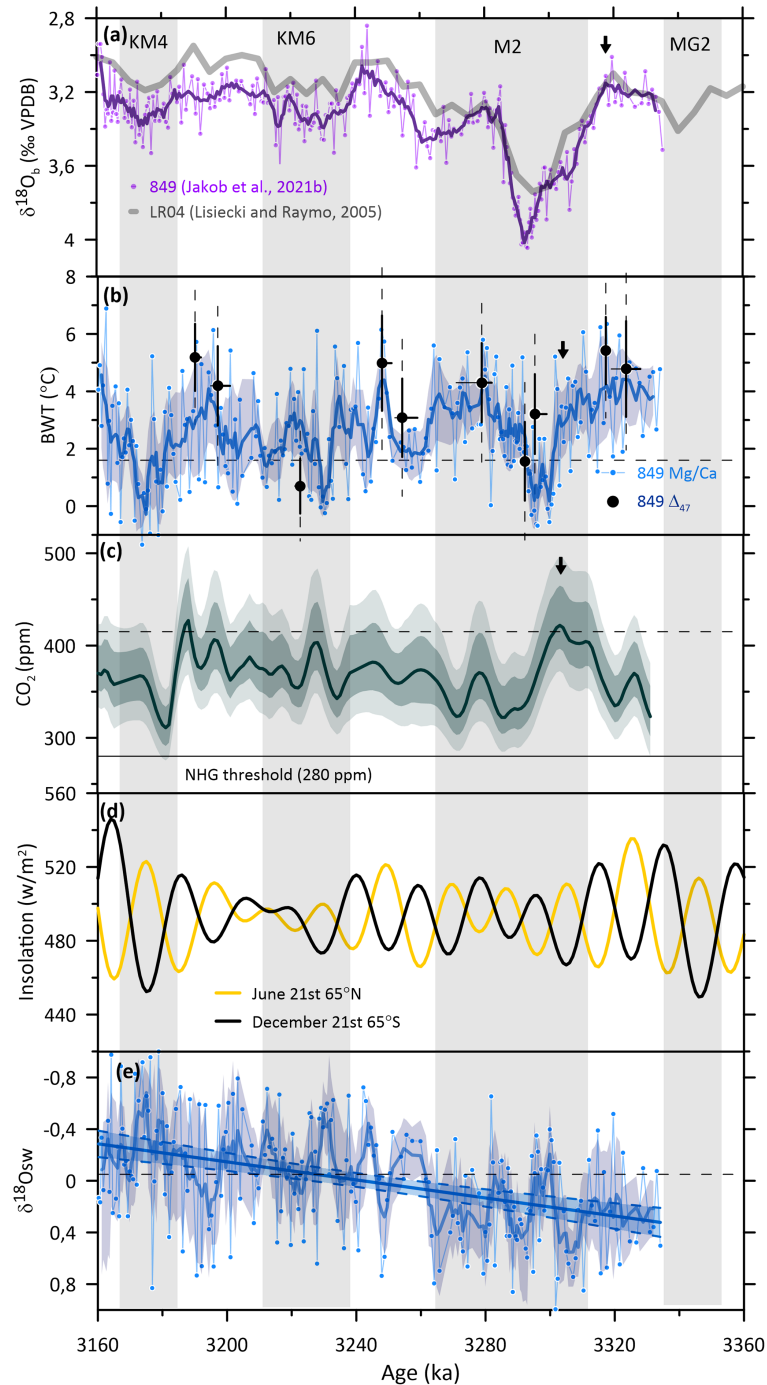 (a)
KM4
KM6
M2
MG2
2,8
3,2
3,6
4
δ18Ob (‰ VPDB)
849 (Jakob et al., 2021b)
LR04 (Lisiecki and Raymo, 2005)
(b)
8
6
4
2
0
BWT (°C)
849 Mg/Ca
849 Δ47
(c)
500
400
300
CO2 (ppm)
NHG threshold (280 ppm)
(d)
560
520
480
440
Insolation (w/m2)
June 21st 65°N
December 21st 65°S
(e)
-0,8
-0,4
0
0,4
0,8
δ18Osw
3160
3200
3240
3280
3320
3360
Age (ka)